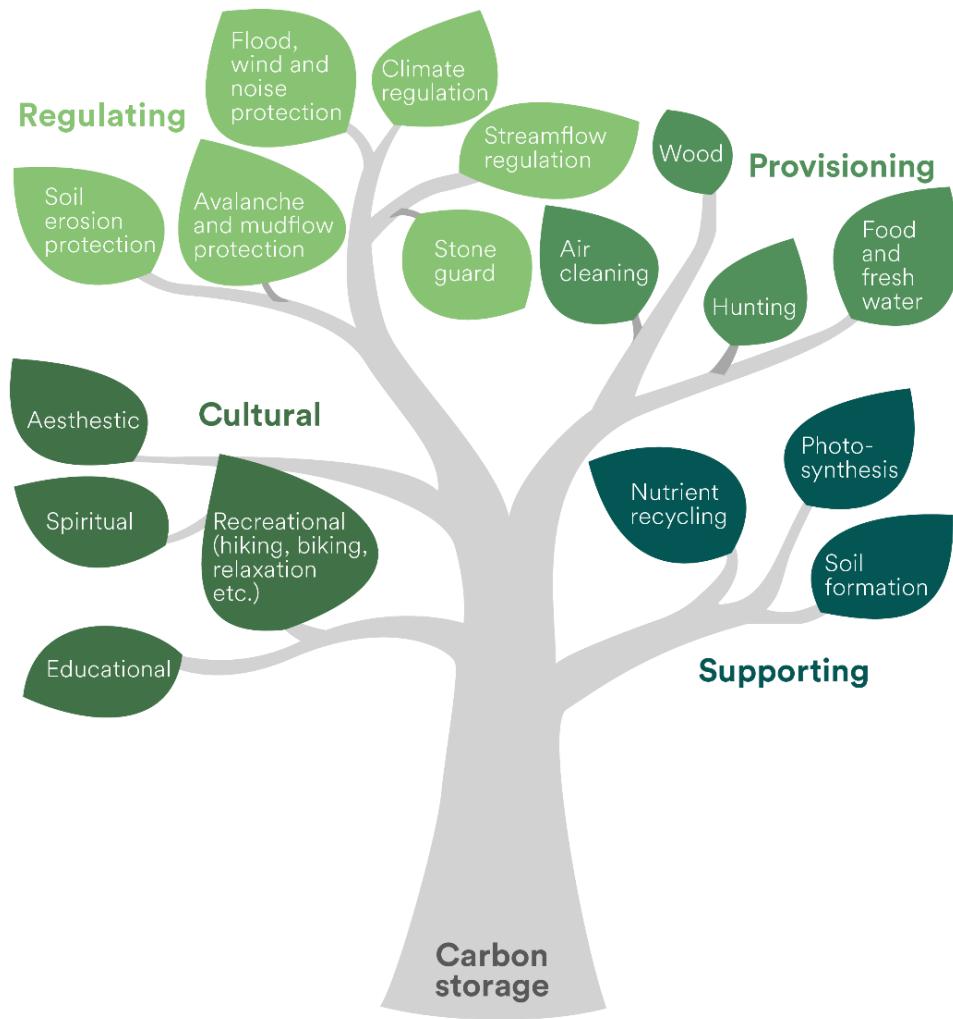 Regulating
Flood,
wind and
noise
protection
Climate
regulation
Streamflow
regulation
Soil
erosion
protection
Avalanche
and mudflow
protection
Stone
guard
Provisioning
Wood
Air
cleaning
Hunting
Food
and
fresh
water
Cultural
Aesthestic
Spiritual
Recreational
(hiking, biking,
relaxation
etc.)
Educational
Supporting
Nutrient
recycling
Photo-
synthesis
Soil
formation
Carbon
storage